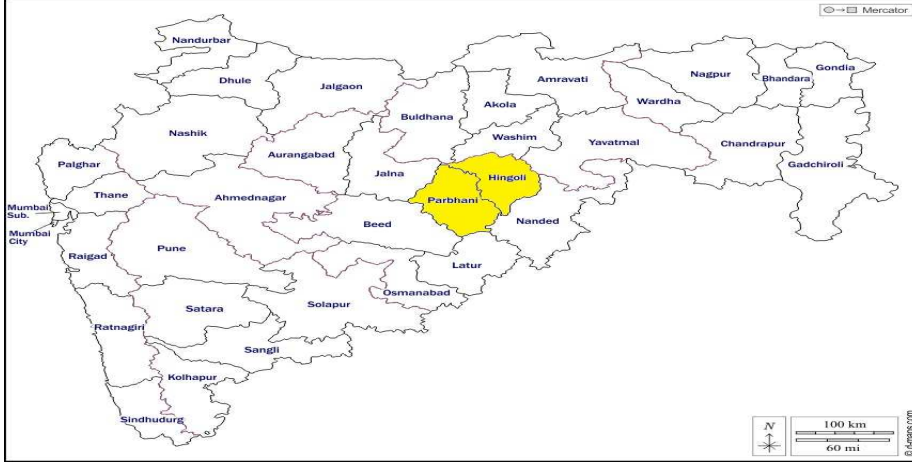 Mercator
Nandurbar
Dhule
Jalgaon
Nashik
Buldhana
Akola
Amravati
Washim
Wardha
Nagpur
Bhandara
Gondia
Yavatmal
Chandrapur
Gadchiroli
Palghar
Thane
Aurangabad
Jalna
Ahmednagar
Hingoli
Parbhani
Nanded
Mumbai
Sub.
Mumbai
City
Beed
Raigad
Pune
Latur
Osmanabad
Solapur
Satara
Ratnagiri
Sangli
Kolhapur
Sindhudurg
N
100 km
60 mi
© d-maps.com